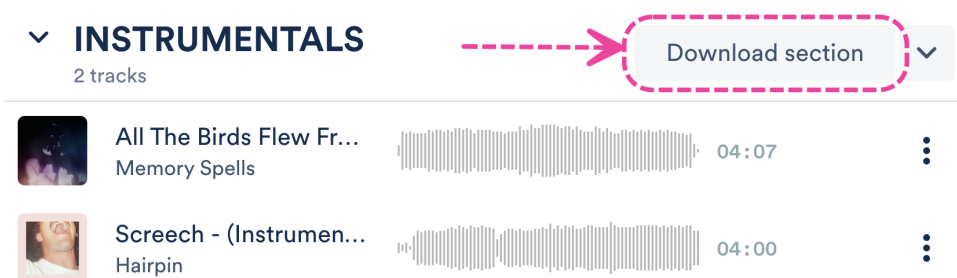 INSTRUMENTALS
Download section
2 tracks
All The Birds Flew Fr...
04:07
Memory Spells
Screech - (Instrumen...
04:00
Hairpin